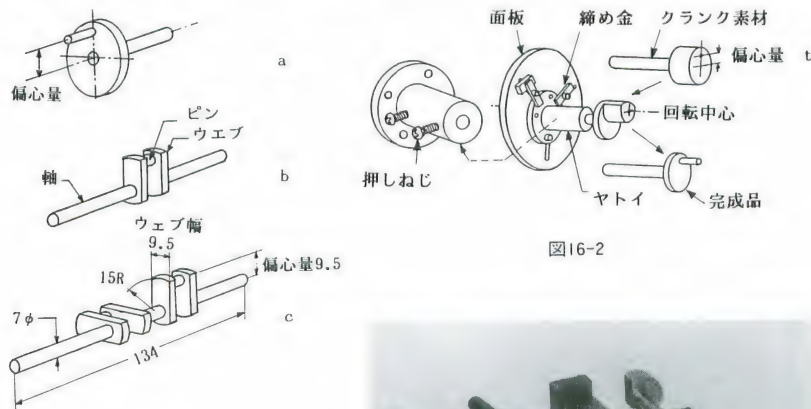 偏心量
a
ピン
ウエブ
軸
b
ウェブ幅
9.5
15R
偏心量9.5
7φ
c
134
面板
締め金
クランク素材
偏心量 t
回転中心
押しねじ
ヤトイ
完成品
図16-2